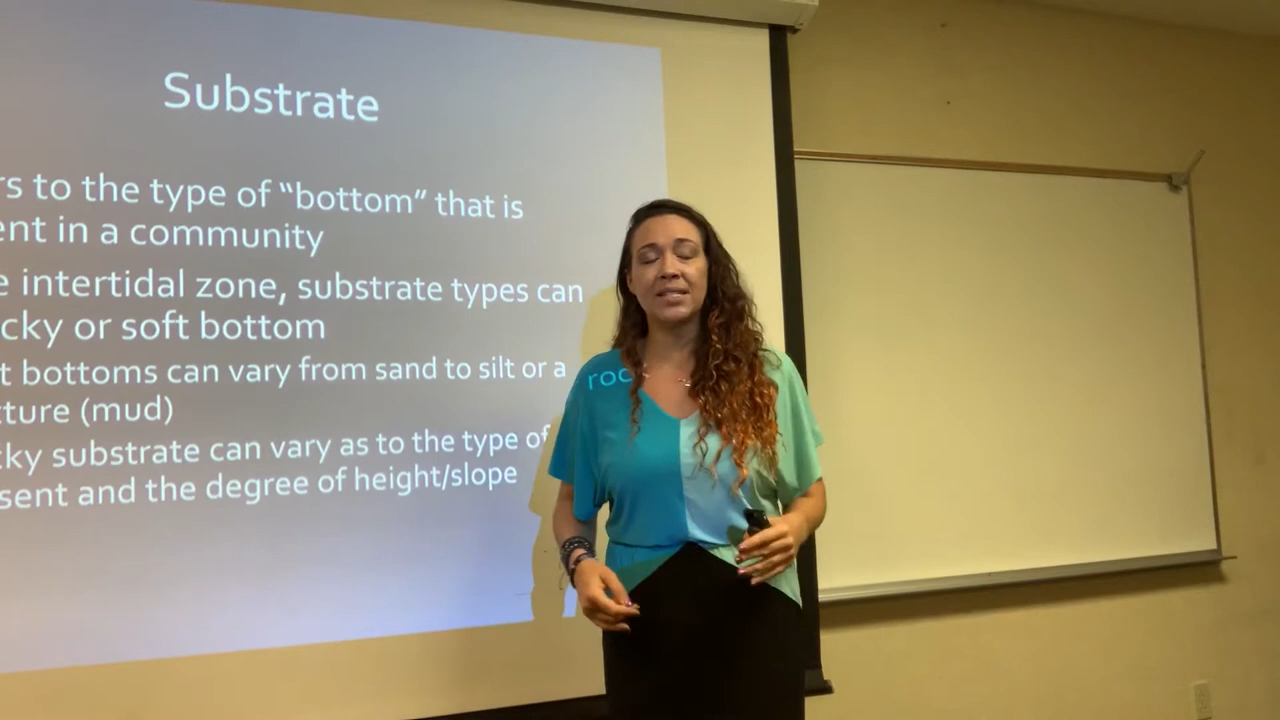 Substrate
rs to the type of “bottom” that is
ent in a community
e intertidal zone, substrate types can
cky or soft bottom
t bottoms can vary from sand to silt or a
ture (mud)
cky substrate can vary as to the type of roc
sent and the degree of height/slope